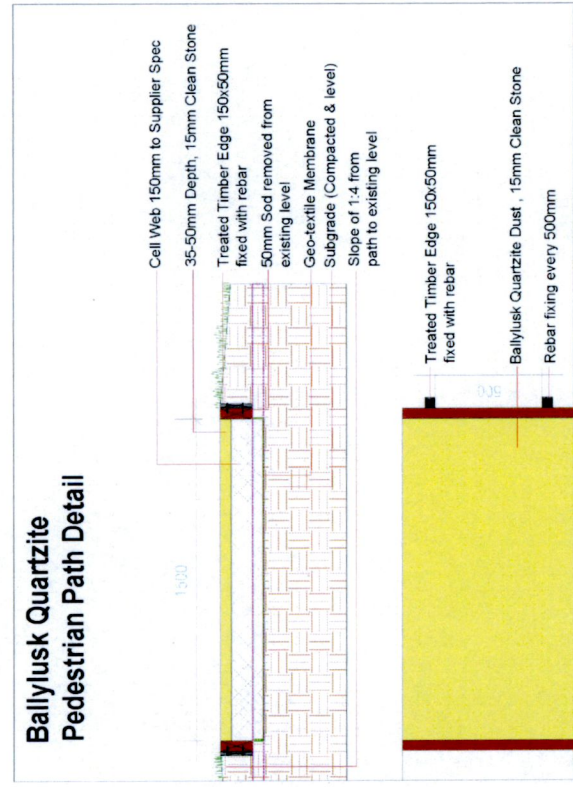 Ballylusk Quartzite
Pedestrian Path Detail
1500
Cell Web 150mm to Supplier Spec
35-50mm Depth, 15mm Clean Stone
Treated Timber Edge 150x50mm
fixed with rebar
50mm Sod removed from
existing level
Geo-textile Membrane
Subgrade (Compacted & level)
Slope of 1:4 from
path to existing level
500
Treated Timber Edge 150x50mm
fixed with rebar
Ballylusk Quartzite Dust , 15mm Clean Stone
Rebar fixing every 500mm